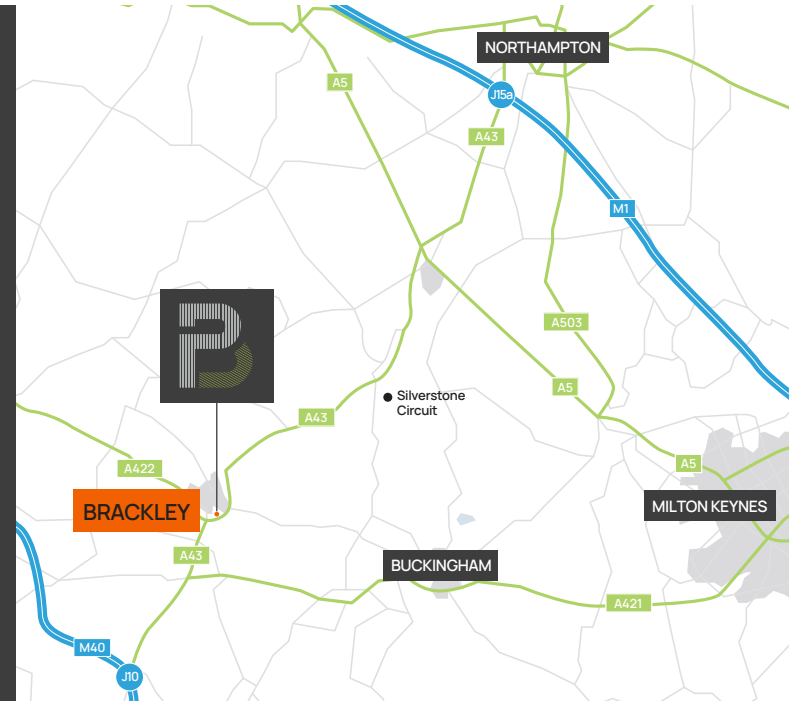 NORTHAMPTON
A5
J15a
A43
M1
A503
A5
Silverstone
Circuit
A43
A422
A5
BRACKLEY
MILTON KEYNES
A43
BUCKINGHAM
A421
M40
J10